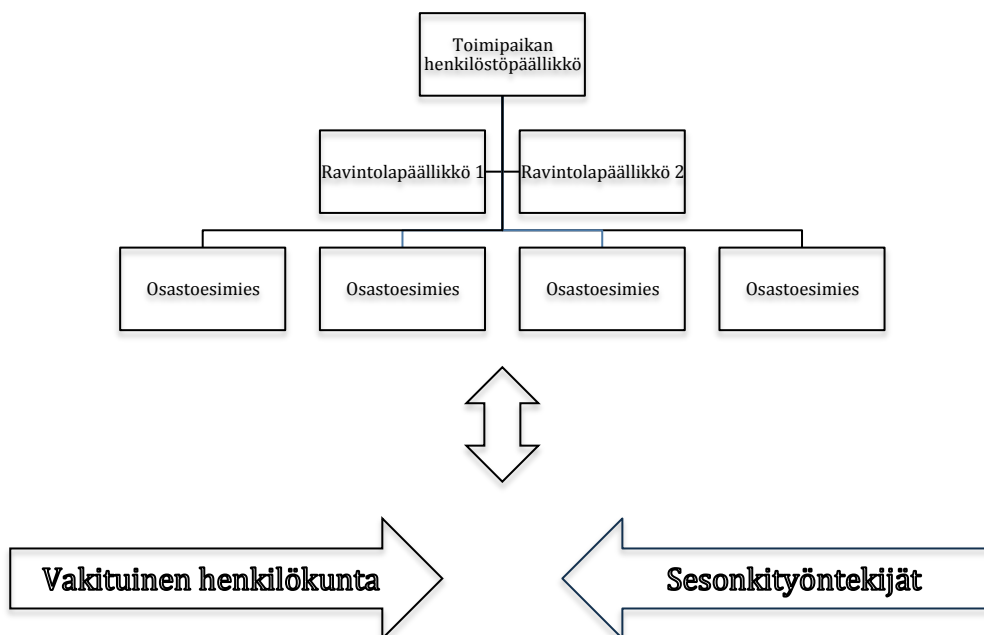 Toimipaikan
henkilöstöpäällikkö
Ravintolapäällikkö 1
Ravintolapäällikkö 2
Osastoesimies
Osastoesimies
Osastoesimies
Osastoesimies
Vakituinen henkilökunta
Sesonkityöntekijät